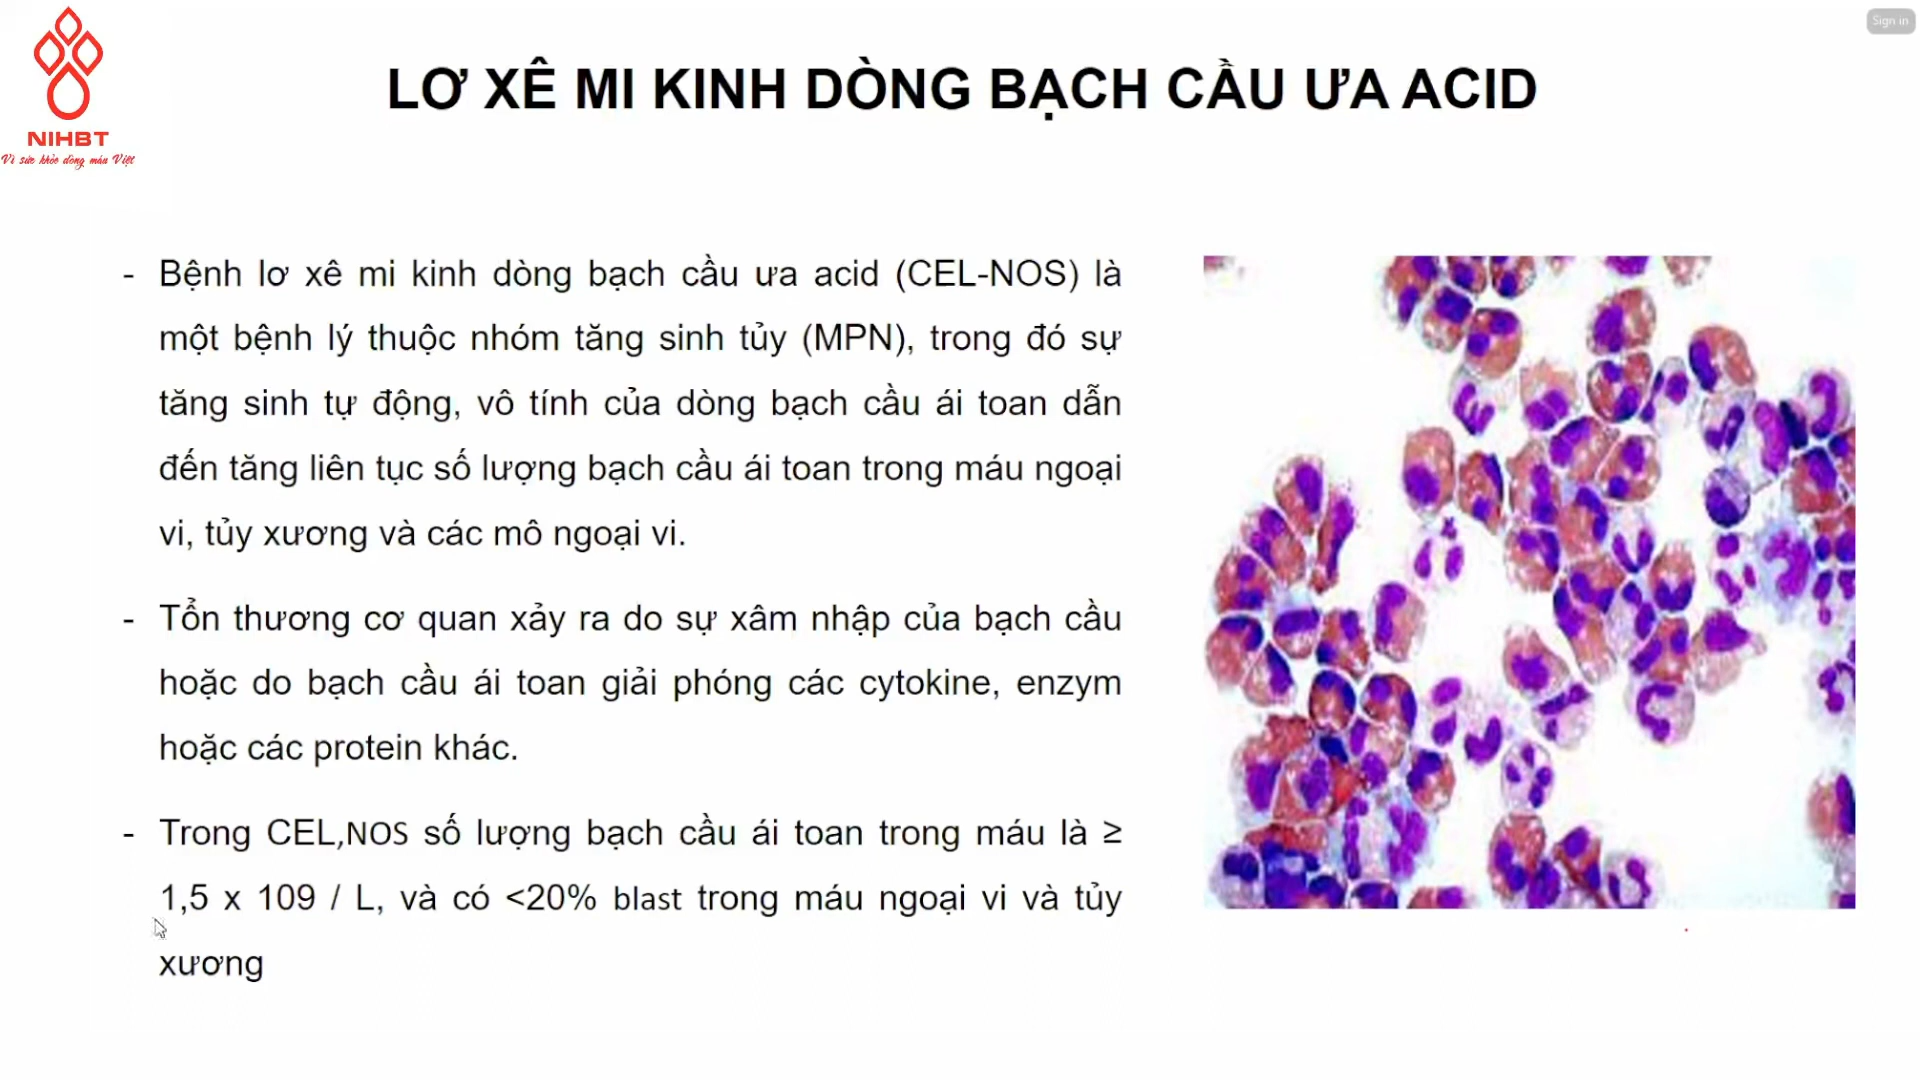 Sign in
NIHBT
Vì sức khỏe dòng máu Việt
LƠ XÊ MI KINH DÒNG BẠCH CẦU ƯA ACID
- Bệnh lơ xê mi kinh dòng bạch cầu ưa acid (CEL-NOS) là
một bệnh lý thuộc nhóm tăng sinh tủy (MPN), trong đó sự
tăng sinh tự động, vô tính của dòng bạch cầu ái toan dẫn
đến tăng liên tục số lượng bạch cầu ái toan trong máu ngoại
vi, tủy xương và các mô ngoại vi.
- Tổn thương cơ quan xảy ra do sự xâm nhập của bạch cầu
hoặc do bạch cầu ái toan giải phóng các cytokine, enzym
hoặc các protein khác.
- Trong CEL,NOS số lượng bạch cầu ái toan trong máu là ≥
1,5 x 109 / L, và có <20% blast trong máu ngoại vi và tủy
xương